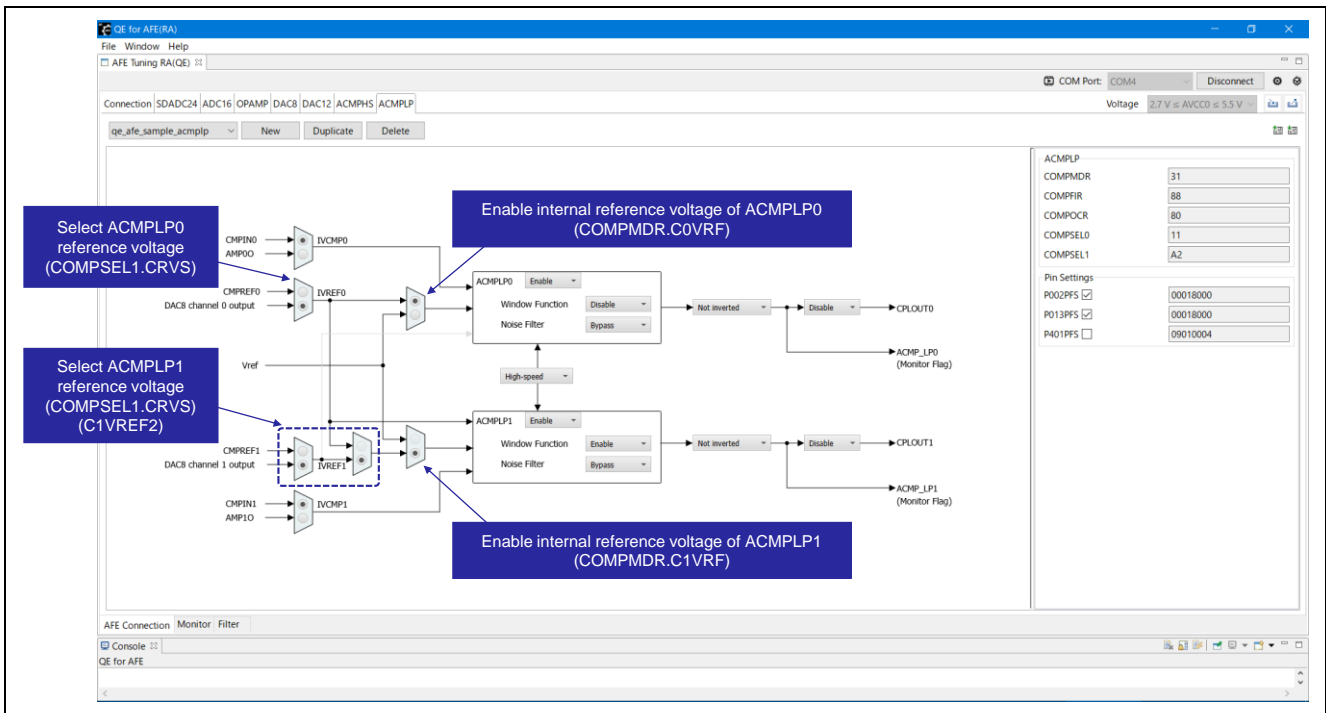 QE for AFE(RA)
File Window Help
AFE Tuning RA(QE)
COM Port: COM4 Disconnect
Connection SDADC24 ADC16 OPAMP DAC8 DAC12 ACMPHS ACMPLP
Voltage 2.7 V ≤ AVCC0 ≤ 5.5 V
qe_afe_sample_acmplp New Duplicate Delete
Select ACMPLP0
reference voltage
(COMPSEL1.CRVS)
Enable internal reference voltage of ACMPLP0
(COMPMDR.C0VRF)
CMPIN0
AMP0O
IVCMP0
CMPREF0
DAC8 channel 0 output
IVREF0
ACMPLP0 Enable
Window Function Disable
Noise Filter Bypass
Not inverted
Disable
CPLOUT0
ACMP_LP0
(Monitor Flag)
Vref
High-speed
Select ACMPLP1
reference voltage
(COMPSEL1.CRVS)
(C1VREF2)
ACMPLP1 Enable
Window Function Enable
Noise Filter Bypass
Not inverted
Disable
CPLOUT1
ACMP_LP1
(Monitor Flag)
CMPREF1
DAC8 channel 1 output
IVREF1
CMPIN1
AMP1O
IVCMP1
Enable internal reference voltage of ACMPLP1
(COMPMDR.C1VRF)
ACMPLP
COMPMDR 31
COMPFIR 88
COMPOCR 80
COMPSEL0 11
COMPSEL1 A2
Pin Settings
P002PFS 00018000
P013PFS 00018000
P401PFS 09010004
AFE Connection Monitor Filter
Console
QE for AFE